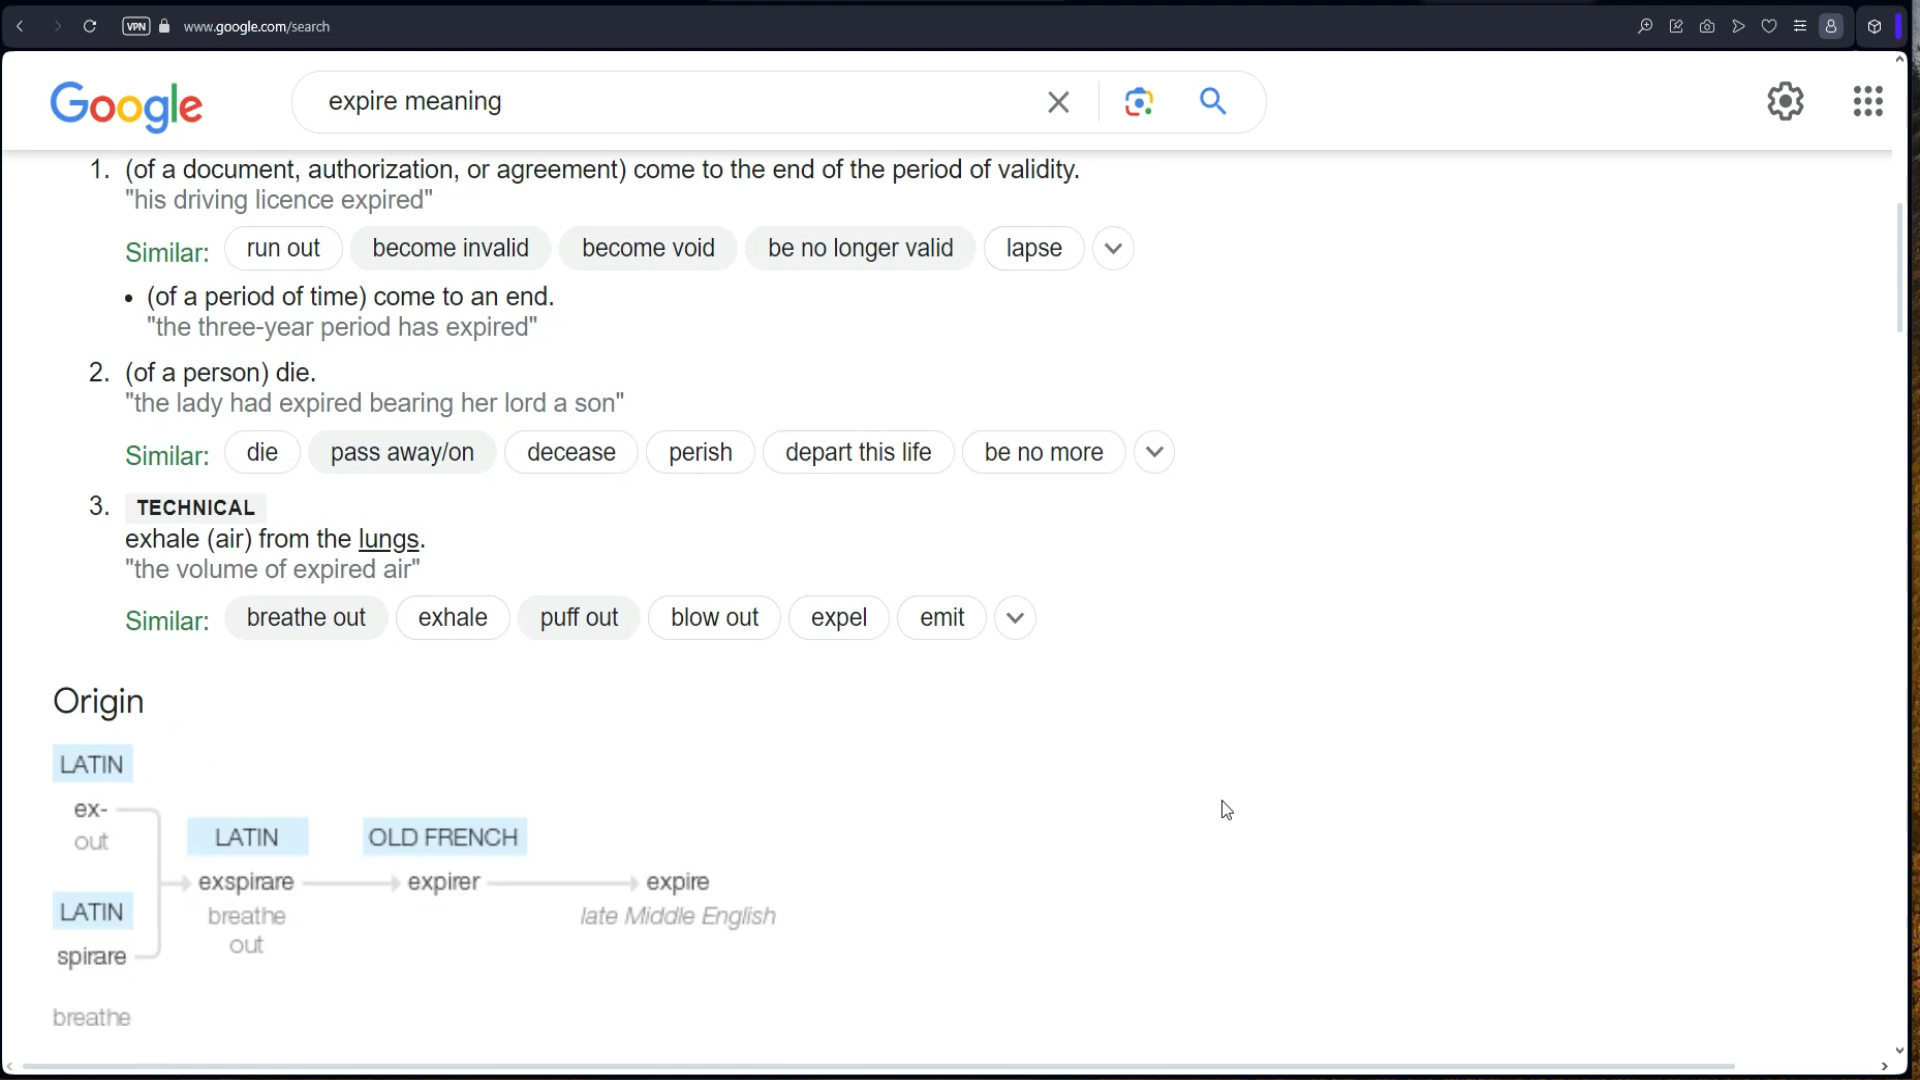 VPN www.google.com/search
Google expire meaning
1. (of a document, authorization, or agreement) come to the end of the period of validity.
"his driving licence expired"
Similar: run out become invalid become void be no longer valid lapse
• (of a period of time) come to an end.
"the three-year period has expired"
2. (of a person) die.
"the lady had expired bearing her lord a son"
Similar: die pass away/on decease perish depart this life be no more
3. TECHNICAL
exhale (air) from the lungs.
"the volume of expired air"
Similar: breathe out exhale puff out blow out expel emit
Origin
LATIN
ex-
out
LATIN OLD FRENCH
exspirare expirer expire
LATIN breathe late Middle English
out
spirare
breathe